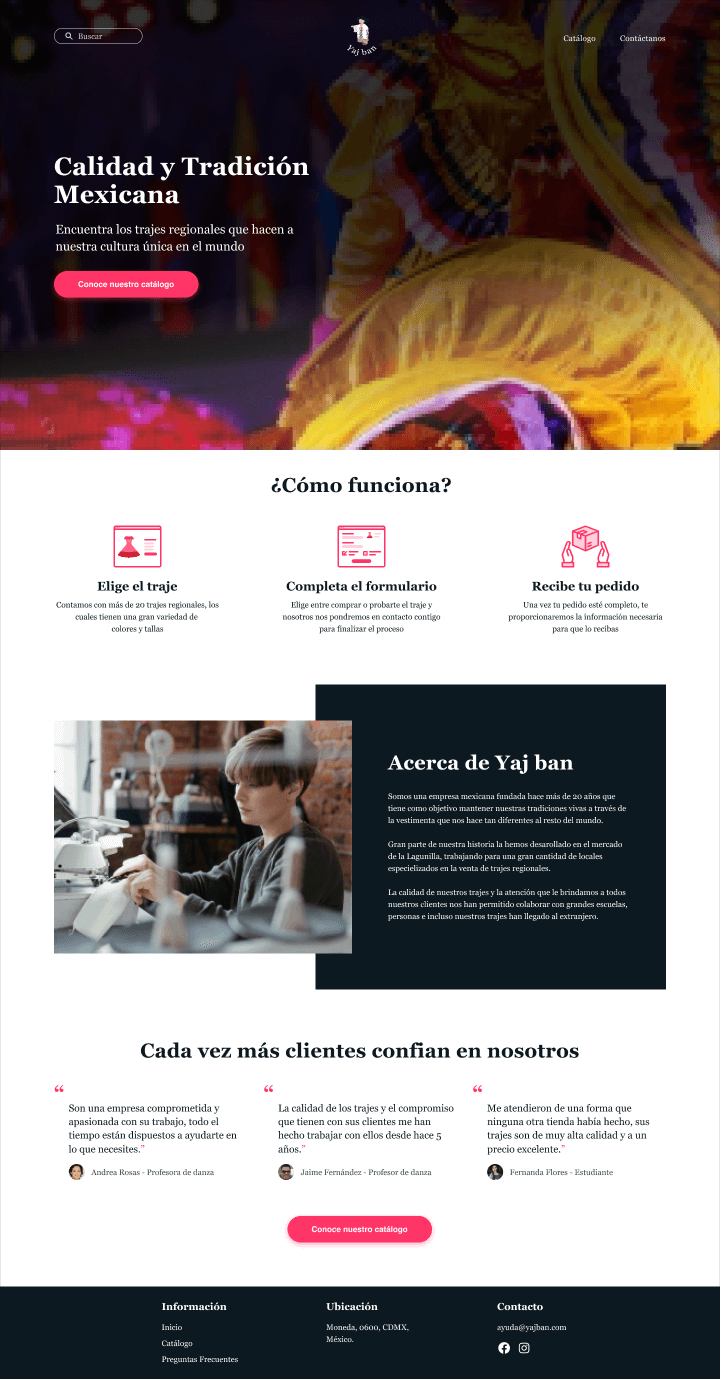 Buscar
Yaj ban
Catálogo
Contáctanos
Calidad y Tradición
Mexicana
Encuentra los trajes regionales que hacen a
nuestra cultura única en el mundo
Conoce nuestro catálogo
¿Cómo funciona?
Elige el traje
Contamos con más de 20 trajes regionales, los
cuales tienen una gran variedad de
colores y tallas
Completa el formulario
Elige entre comprar o probarte el traje y
nosotros nos pondremos en contacto contigo
para finalizar el proceso
Recibe tu pedido
Una vez tu pedido esté completo, te
proporcionaremos la información necesaria
para que lo recibas
Acerca de Yaj ban
Somos una empresa mexicana fundada hace más de 20 años que
tiene como objetivo mantener nuestras tradiciones vivas a través de
la vestimenta que nos hace tan diferentes al resto del mundo.
Gran parte de nuestra historia la hemos desarollado en el mercado
de la Lagunilla, trabajando para una gran cantidad de locales
especielizados en la venta de trajes regionales.
La calidad de nuestros trajes y la atención que le brindamos a todos
nuestros clientes nos han permitido colaborar con grandes escuelas,
personas e incluso nuestros trajes han llegado al extranjero.
Cada vez más clientes confian en nosotros
“
Son una empresa comprometida y
apasionada con su trabajo, todo el
tiempo están dispuestos a ayudarte en
lo que necesites.”
Andrea Rosas - Profesora de danza
“
La calidad de los trajes y el compromiso
que tienen con sus clientes me han
hecho trabajar con ellos desde hace 5
años.”
Jaime Fernández - Profesor de danza
“
Me atendieron de una forma que
ninguna otra tienda había hecho, sus
trajes son de muy alta calidad y a un
precio excelente.”
Fernanda Flores - Estudiante
Conoce nuestro catálogo
Información
Inicio
Catálogo
Preguntas Frecuentes
Ubicación
Moneda, 0600, CDMX,
México.
Contacto
ayuda@yajban.com